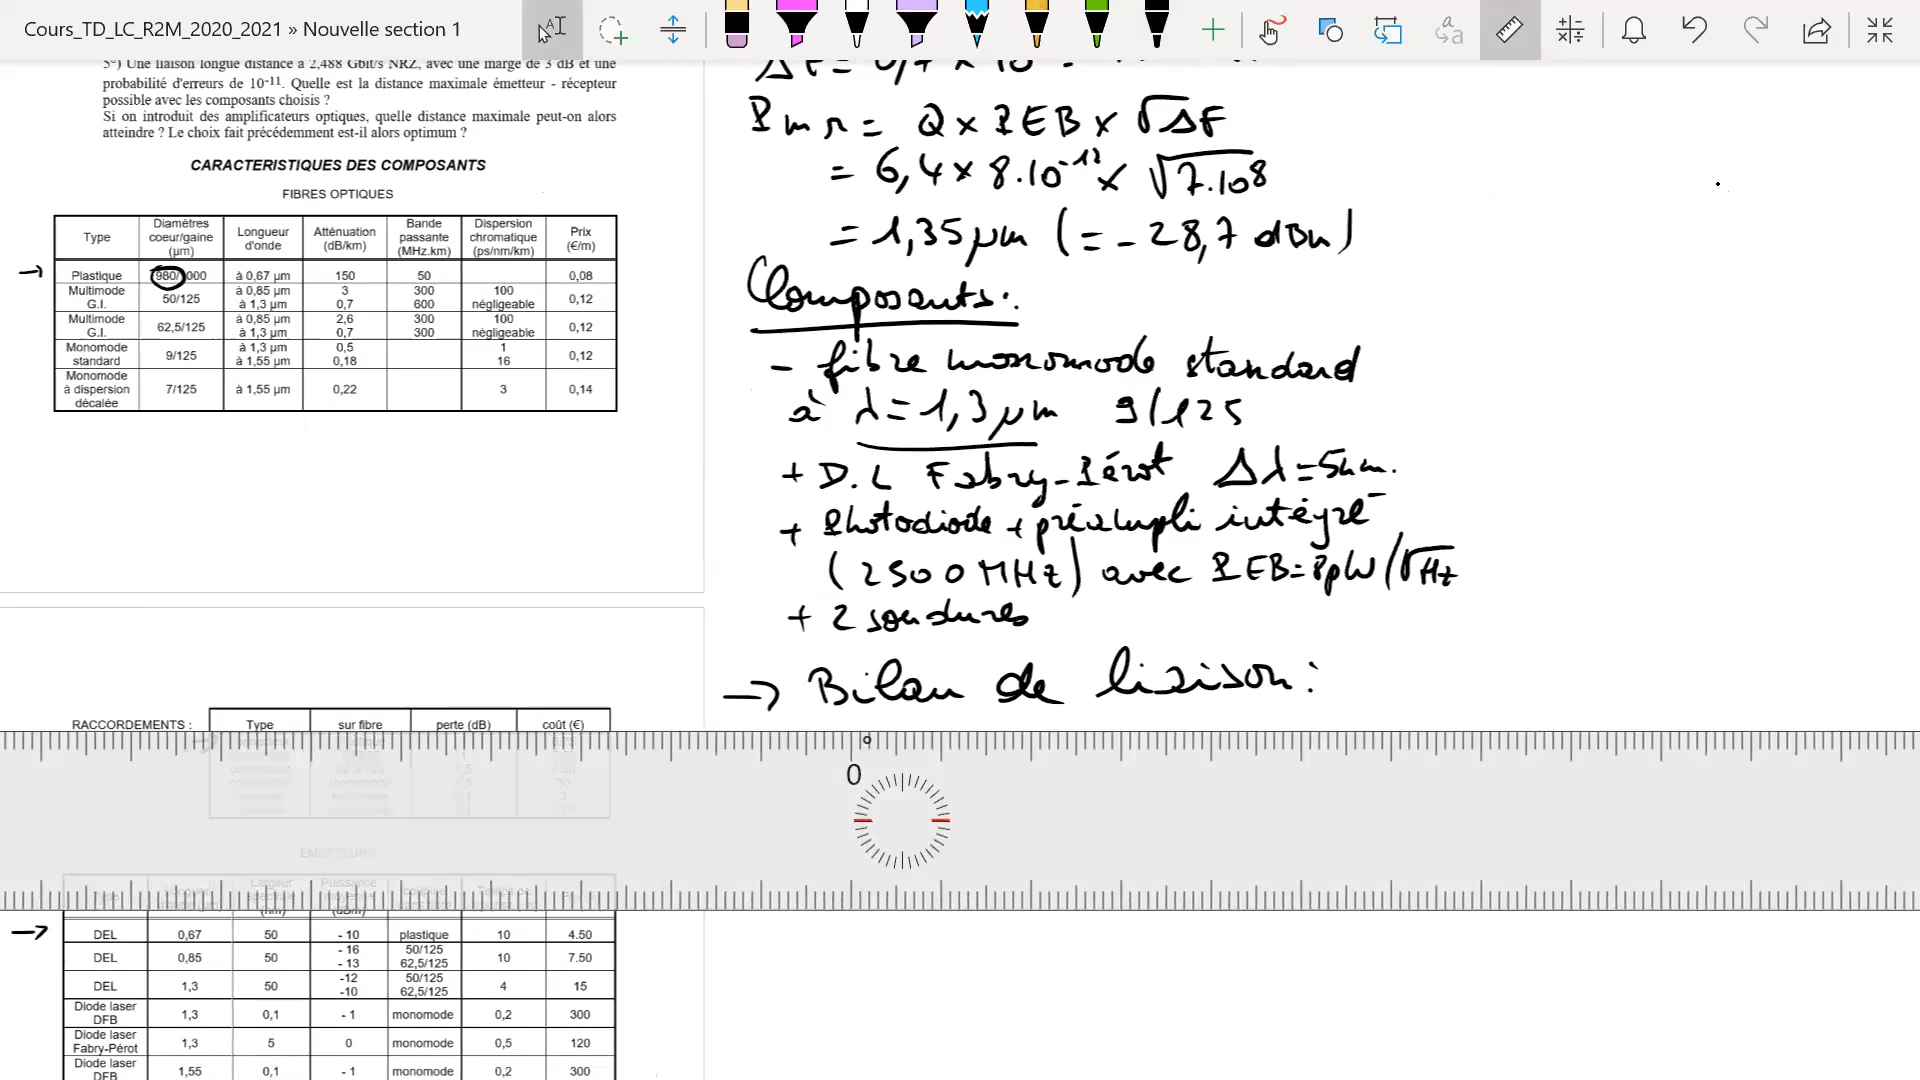 Cours_TD_LC_R2M_2020_2021 » Nouvelle section 1
5°) Une liaison longue distance à 2,488 Gbit/s NRZ, avec une marge de 3 dB et une
probabilité d'erreurs de 10-11. Quelle est la distance maximale émetteur - récepteur
possible avec les composants choisis ?
Si on introduit des amplificateurs optiques, quelle distance maximale peut-on alors
atteindre ? Le choix fait précédemment est-il alors optimum ?
CARACTERISTIQUES DES COMPOSANTS
FIBRES OPTIQUES
Type Diamètres coeur/gaine (µm) Longueur d'onde Atténuation (dB/km) Bande passante (MHz.km) Dispersion chromatique (ps/nm/km) Prix (€/m)
→ Plastique 980/1000 à 0,67 µm 150 50 0,08
Multimode G.I. 50/125 à 0,85 µm 3 300 100 0,12
à 1,3 µm 0,7 600 négligeable
Multimode G.I. 62,5/125 à 0,85 µm 2,6 300 100 0,12
à 1,3 µm 0,7 300 négligeable
Monomode standard 9/125 à 1,3 µm 0,5 1 0,12
à 1,55 µm 0,18 16
Monomode à dispersion décalée 7/125 à 1,55 µm 0,22 3 0,14
RACCORDEMENTS : Type sur fibre perte (dB) coût (€)
EMETTEURS
→ DEL 0,67 50 - 10 plastique 10 4.50
DEL 0,85 50 - 16 50/125 10 7.50
- 13 62,5/125
DEL 1,3 50 -12 50/125 4 15
-10 62,5/125
Diode laser DFB 1,3 0,1 - 1 monomode 0,2 300
Diode laser Fabry-Pérot 1,3 5 0 monomode 0,5 120
Diode laser DFB 1,55 0,1 - 1 monomode 0,2 300
Pmr = Q × PEB × √ΔF
= 6,4 × 8.10-12 × √7.108
= 1,35 µm (= - 28,7 dBm)
Composants:
- fibre monomode standard
à λ = 1,3 µm 9/125
+ D.L Fabry-Pérot Δλ = 5nm.
+ Photodiode + préampli intégré
(2500 MHz) avec PEB = 8pW/√Hz
+ 2 soudures
→ Bilan de liaison:
0